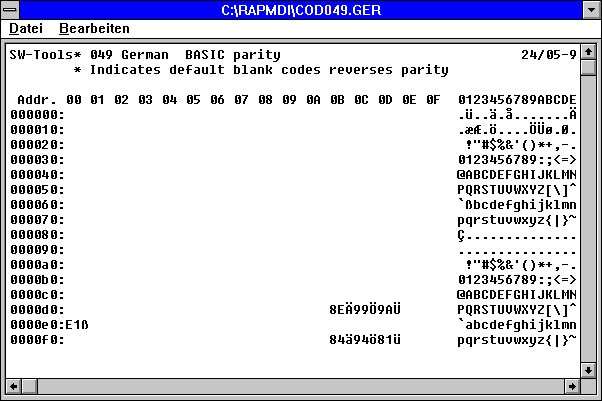 C:\RAPMDI\COD049.GER
Datei Bearbeiten
SW-Tools* 049 German BASIC parity 24/05-9
* Indicates default blank codes reverses parity
Addr. 00 01 02 03 04 05 06 07 08 09 0A 0B 0C 0D 0E 0F 0123456789ABCDE
000000: .ü..ä.å.......Ä
000010: .æÆ.ö....ÖÜø.Ø.
000020: !"#$%&'()*+,-.
000030: 0123456789:;<=>
000040: @ABCDEFGHIJKLMN
000050: PQRSTUVWXYZ[\]^
000060: `ßbcdefghijklmn
000070: pqrstuvwxyz{|}~
000080: Ç..............
000090: ...............
0000a0: !"#$%&'()*+,-.
0000b0: 0123456789:;<=>
0000c0: @ABCDEFGHIJKLMN
0000d0: 8EÄ99Ö9AÜ PQRSTUVWXYZ[\]^
0000e0:E1ß `abcdefghijklmn
0000f0: 84ä94ö81ü pqrstuvwxyz{|}~